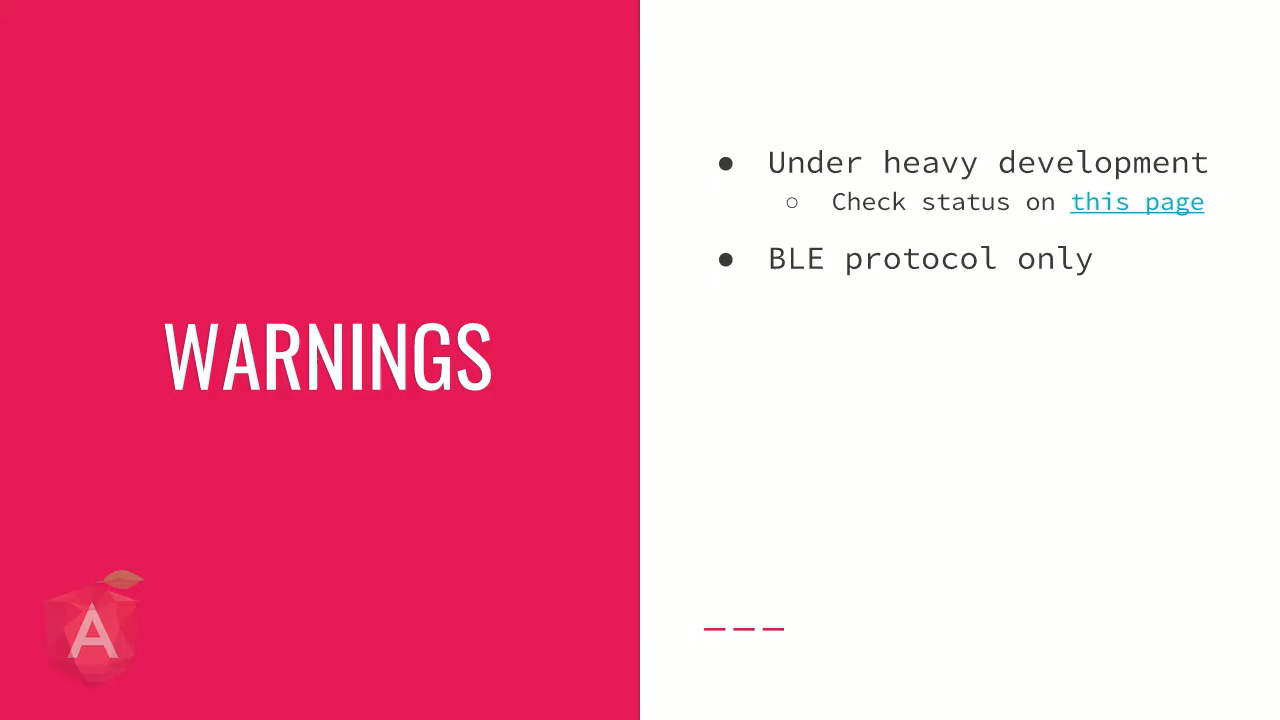 WARNINGS
● Under heavy development
○ Check status on this page
● BLE protocol only
A